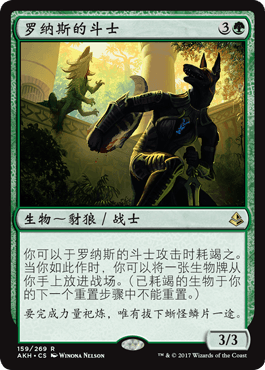 罗纳斯的斗士 3
生物～豺狼／战士
你可以于罗纳斯的斗士攻击时耗竭之。
当你如此作时，你可以将一张生物牌从
你手上放进战场。（已耗竭的生物于你
的下一个重置步骤中不能重置。）
要完成力量祀炼，唯有拔下蜥怪鳞片一途。
3/3
159/269 R
AKH • CS Winona Nelson
™ & © 2017 Wizards of the Coast